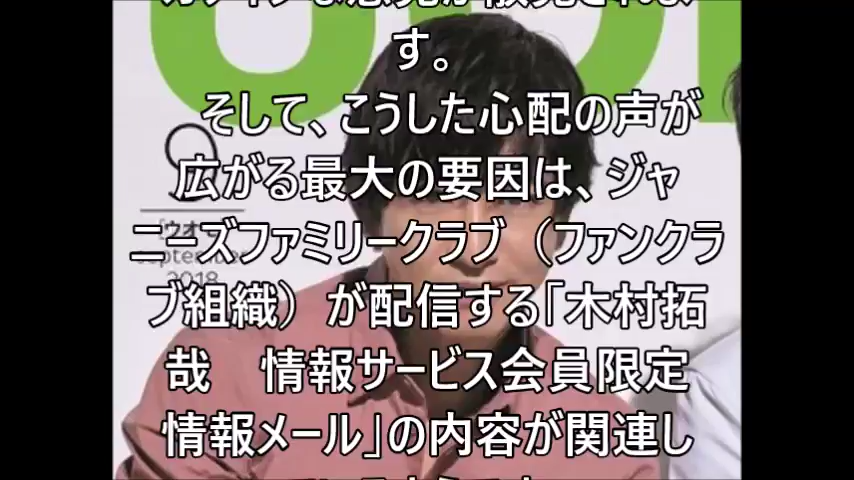 す。
そして、こうした心配の声が
広がる最大の要因は、ジャ
ニーズファミリークラブ（ファンクラ
ブ組織）が配信する「木村拓
哉　情報サービス会員限定
情報メール」の内容が関連し
september
2018